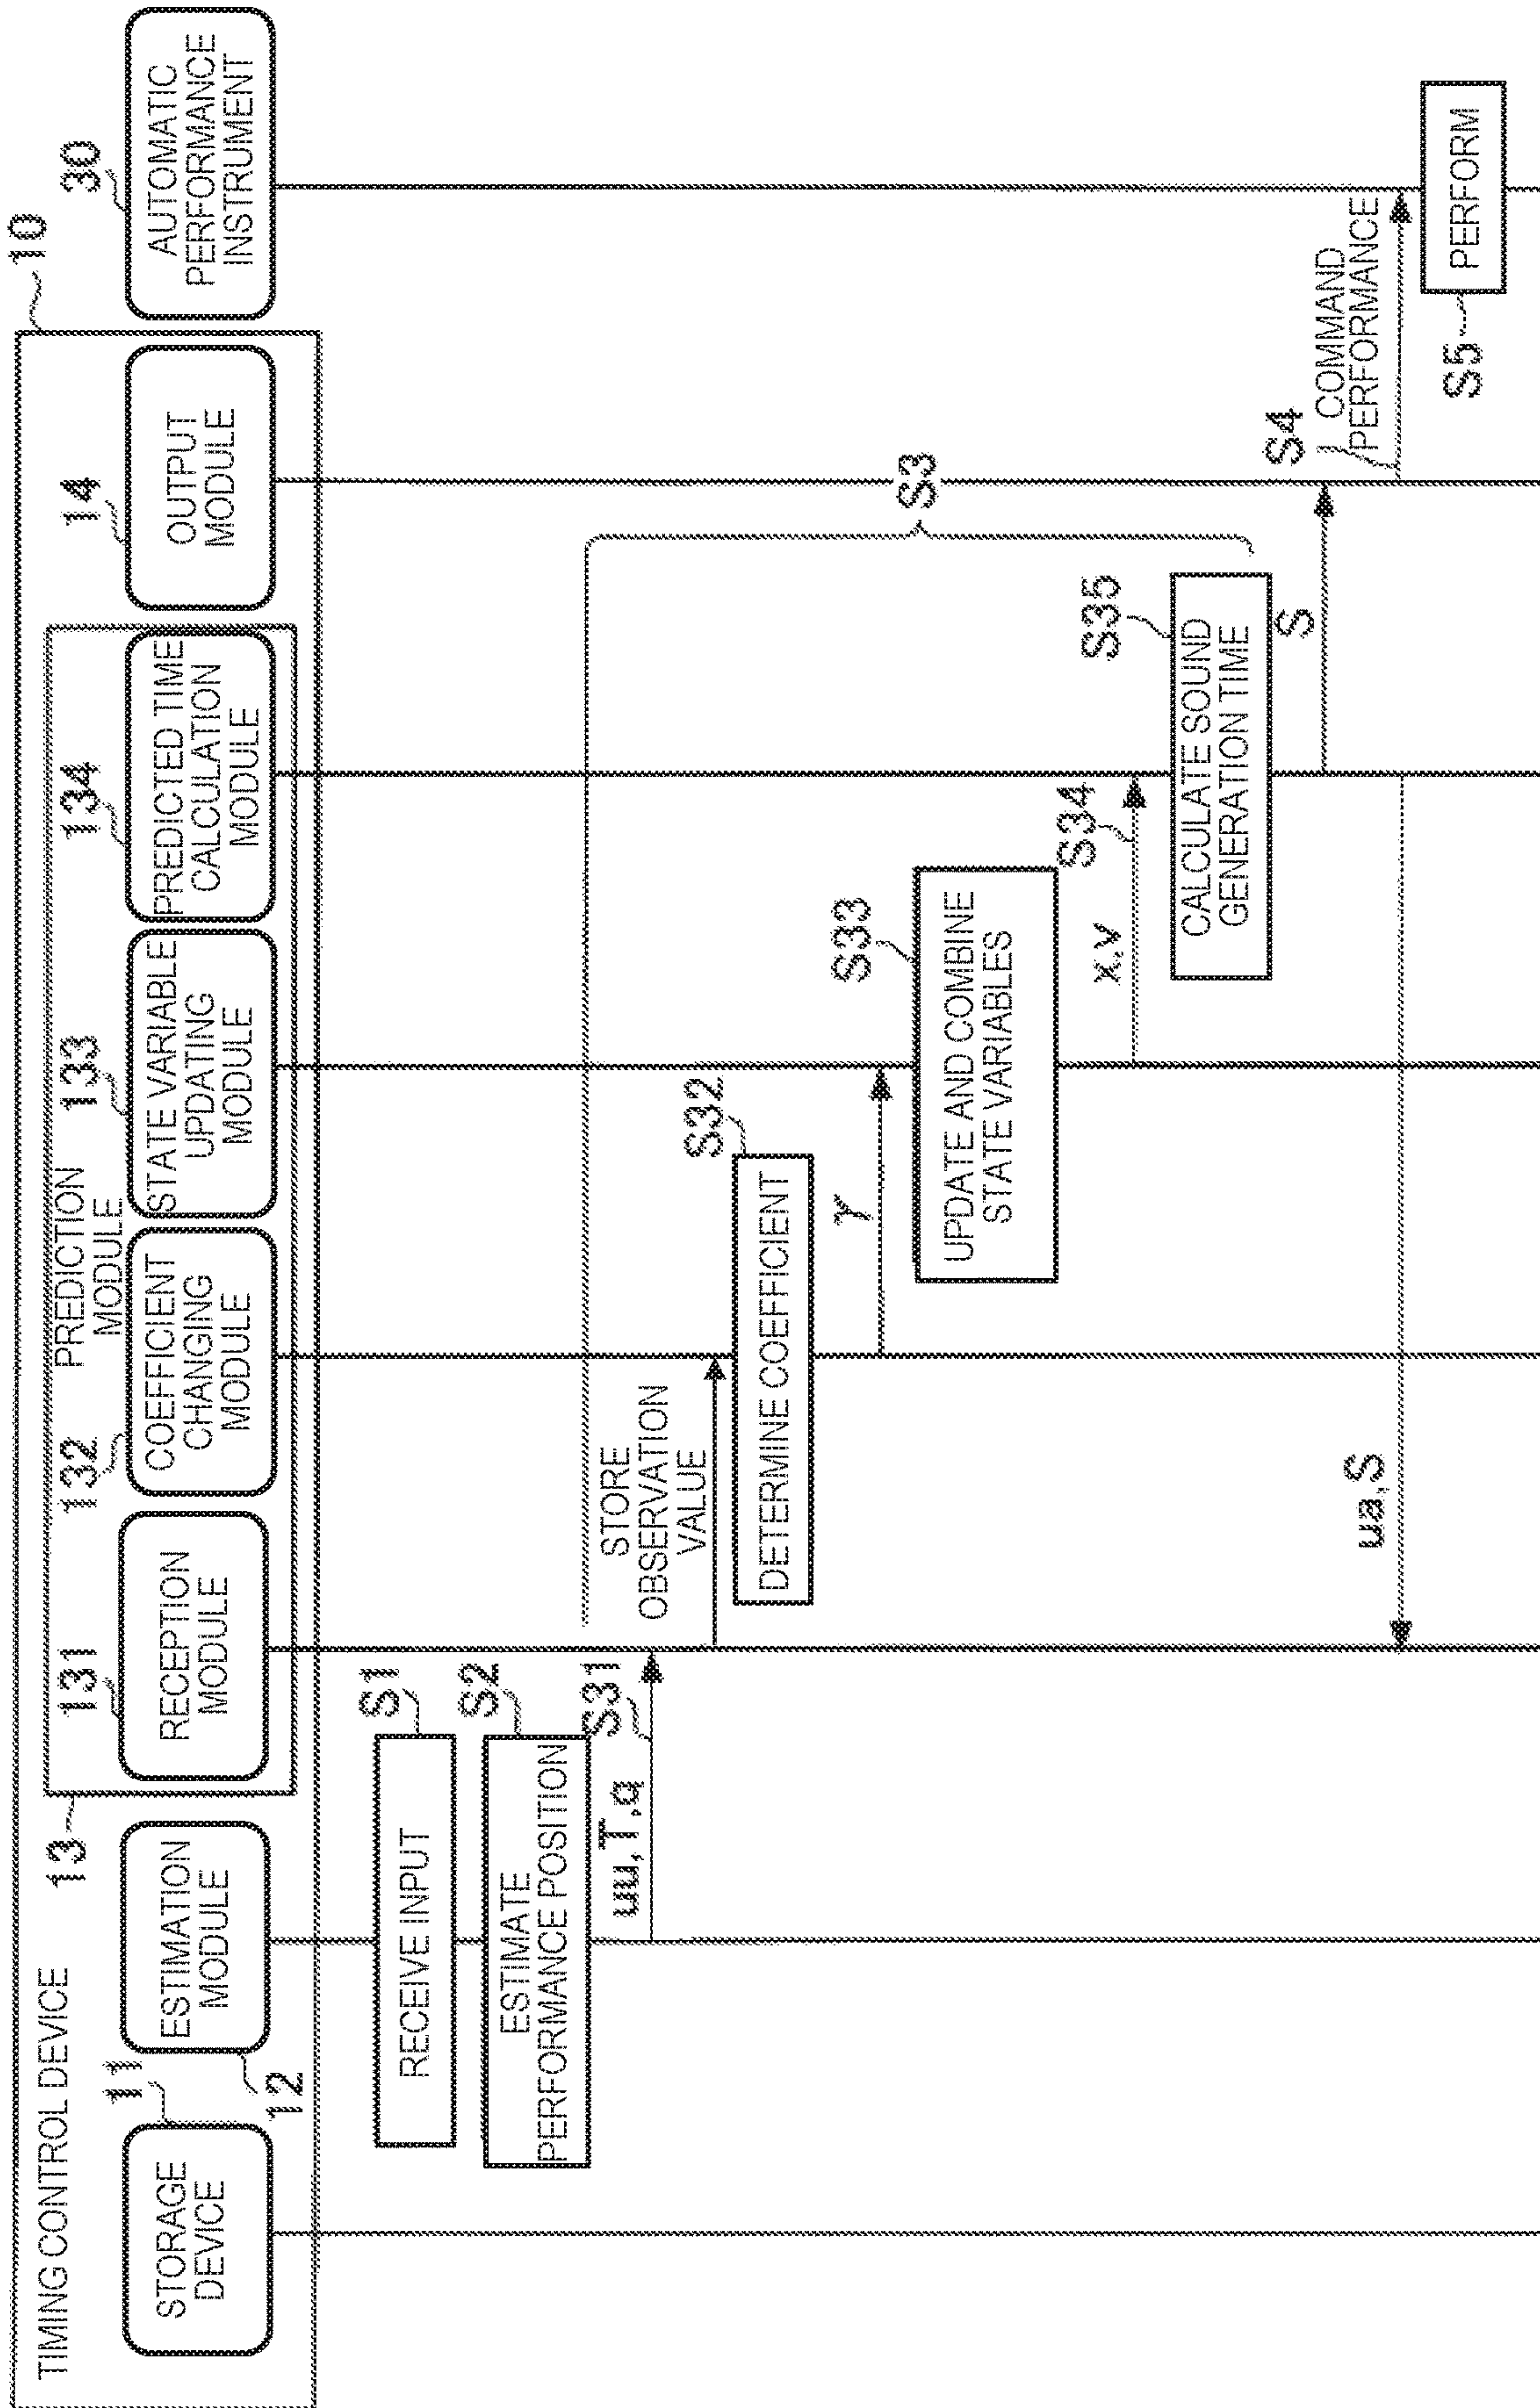 TIMING CONTROL DEVICE
10
13
PREDICTION
MODULE
11
STORAGE
DEVICE
12
ESTIMATION
MODULE
131
RECEPTION
MODULE
132
COEFFICIENT
CHANGING
MODULE
133
STATE VARIABLE
UPDATING
MODULE
134
PREDICTED TIME
CALCULATION
MODULE
14
OUTPUT
MODULE
30
AUTOMATIC
PERFORMANCE
INSTRUMENT
S1
RECEIVE INPUT
S2
ESTIMATE
PERFORMANCE POSITION
S31
uu,T,q
STORE
OBSERVATION
VALUE
S32
DETERMINE COEFFICIENT
γ
S33
UPDATE AND COMBINE
STATE VARIABLES
S34
x,v
S3
S35
CALCULATE SOUND
GENERATION TIME
S
S4
COMMAND
PERFORMANCE
ua,S
S5
PERFORM